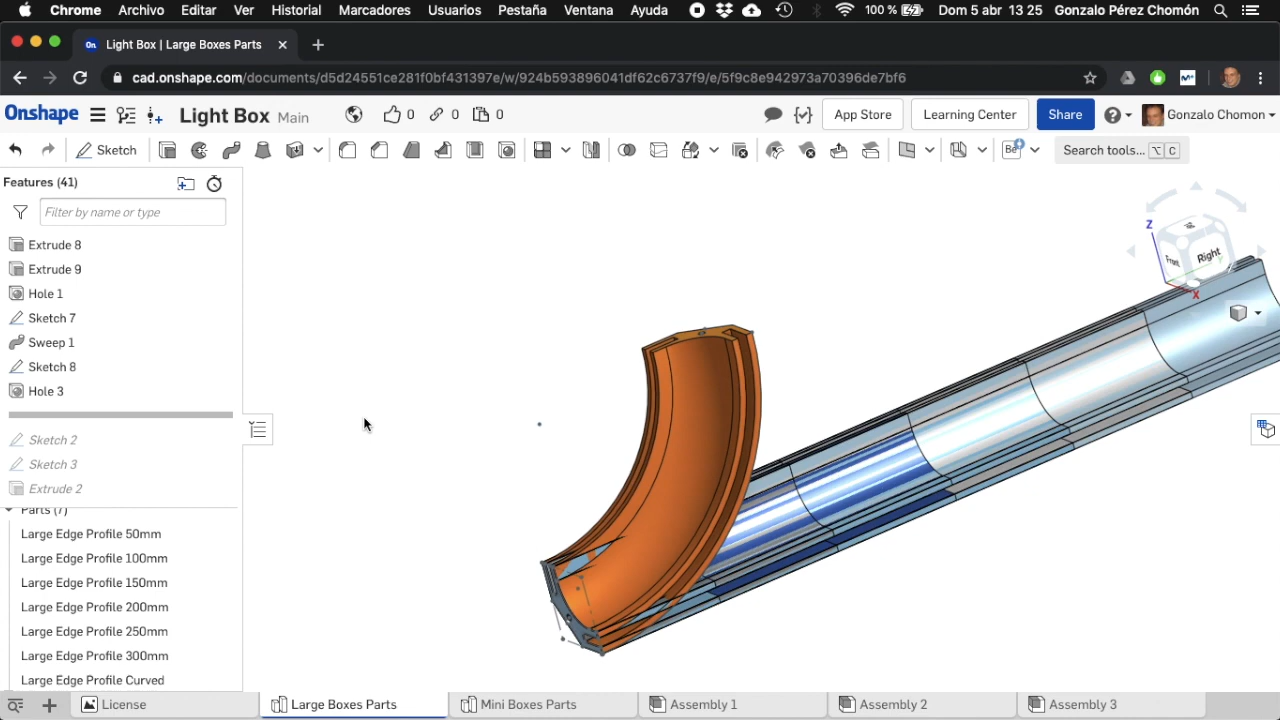 Chrome Archivo Editar Ver Historial Marcadores Usuarios Pestaña Ventana Ayuda 100 % Dom 5 abr 13 25 Gonzalo Pérez Chomón
On Light Box | Large Boxes Parts
cad.onshape.com/documents/d5d24551ce281f0bf431397e/w/924b593896041df62c6737f9/e/5f9c8e942973a70396de7bf6
Onshape Light Box Main 0 0 0 App Store Learning Center Share Gonzalo Chomon
Sketch Be Search tools... ⌥ C
Features (41)
Filter by name or type
Extrude 8
Extrude 9
Hole 1
Sketch 7
Sweep 1
Sketch 8
Hole 3
Sketch 2
Sketch 3
Extrude 2
Parts (7)
Large Edge Profile 50mm
Large Edge Profile 100mm
Large Edge Profile 150mm
Large Edge Profile 200mm
Large Edge Profile 250mm
Large Edge Profile 300mm
Large Edge Profile Curved
Z
Front Right
X
License Large Boxes Parts Mini Boxes Parts Assembly 1 Assembly 2 Assembly 3